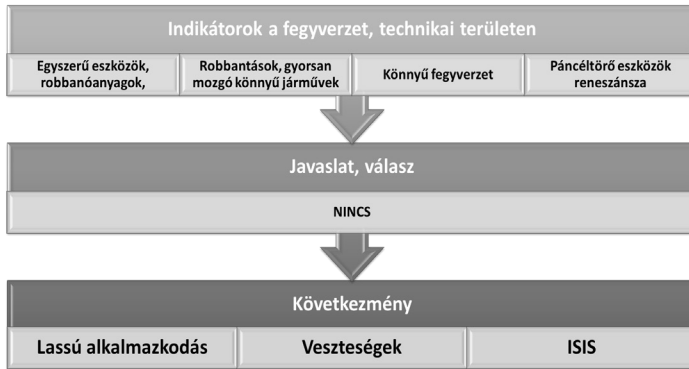 Indikátorok a fegyverzet, technikai területen
Egyszerű eszközök,
robbanóanyagok,
Robbantások, gyorsan
mozgó könnyű járművek
Könnyű fegyverzet
Páncéltörő eszközök
reneszánsza
Javaslat, válasz
NINCS
Következmény
Lassú alkalmazkodás
Veszteségek
ISIS